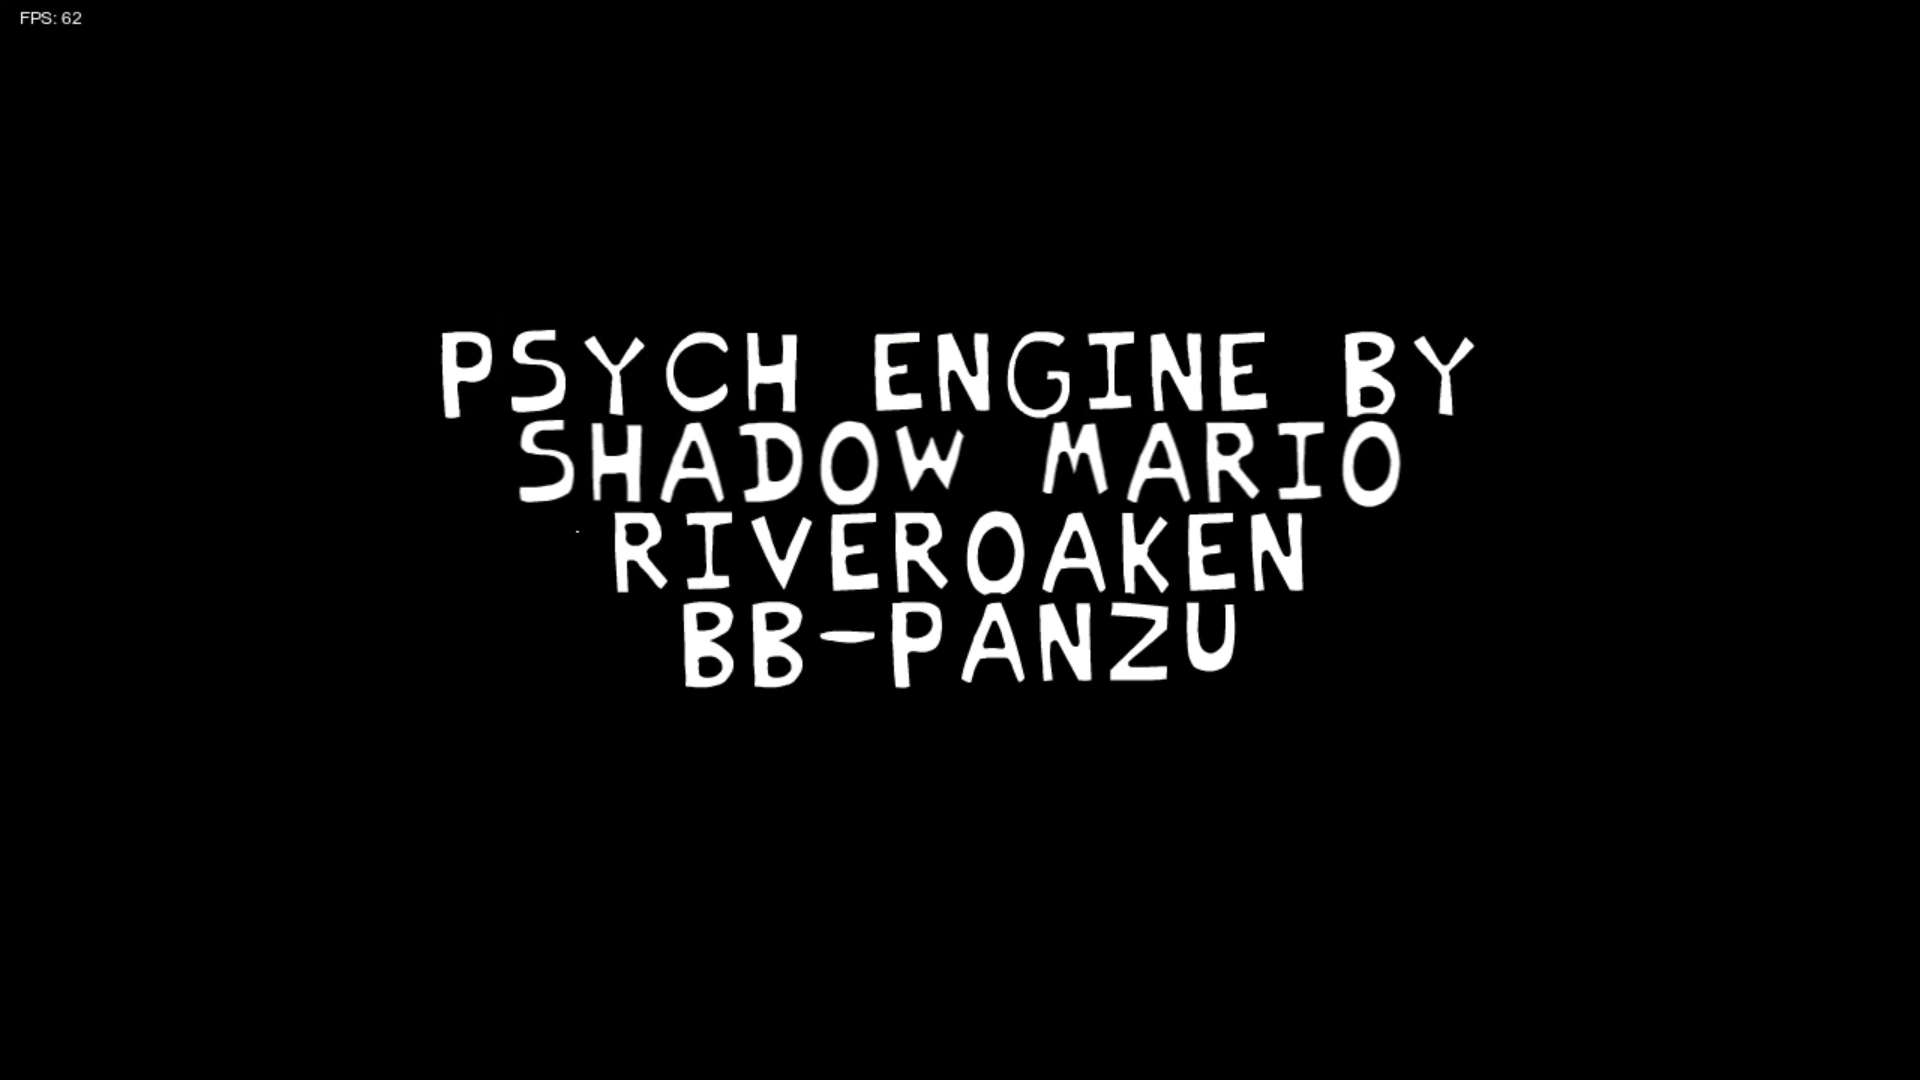 FPS: 62
PSYCH ENGINE BY
SHADOW MARIO
RIVEROAKEN
BB-PANZU